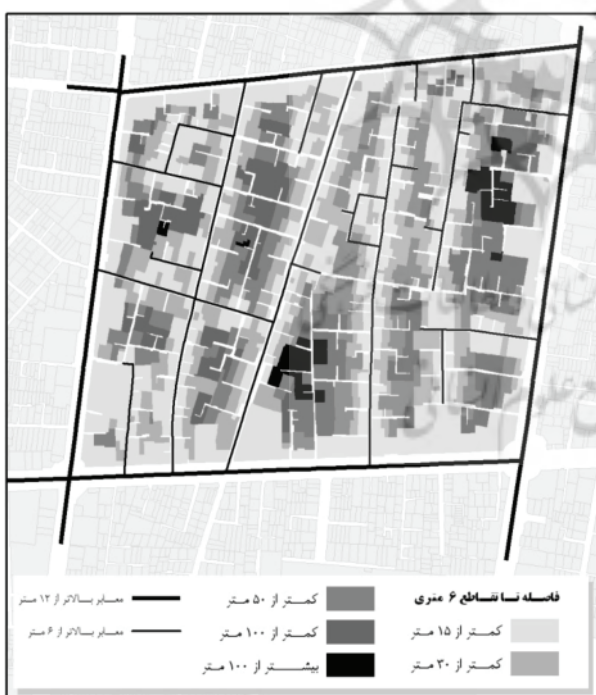 فاصله تا تقاطع ۶ متری
کمتر از ۱۵ متر
کمتر از ۳۰ متر
کمتر از ۵۰ متر
کمتر از ۱۰۰ متر
بیشتر از ۱۰۰ متر
معابر بالاتر از ۱۲ متر
معابر بالاتر از ۶ متر